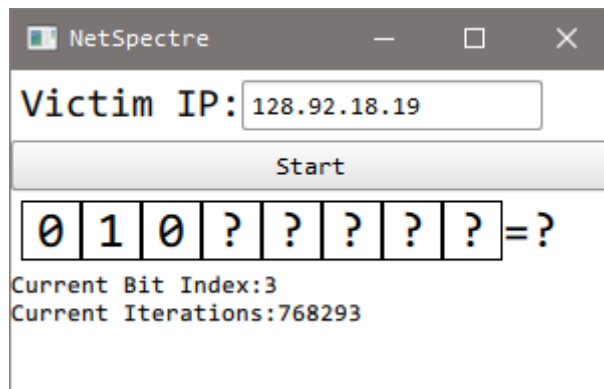 NetSpectre
Victim IP: 128.92.18.19
Start
0 1 0 ? ? ? ? ? =?
Current Bit Index:3
Current Iterations:768293